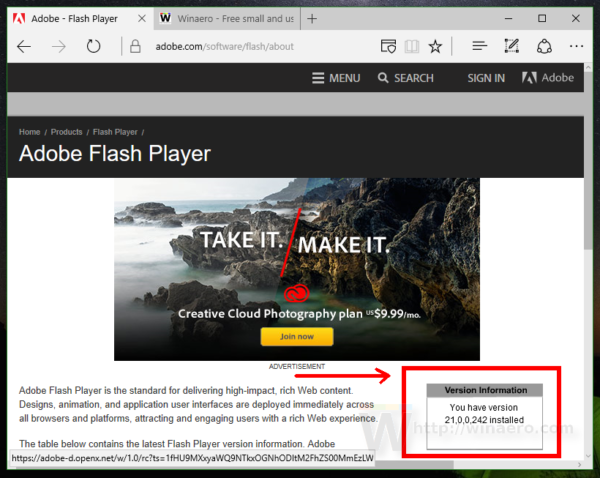 Adobe - Flash Player
Winaero - Free small and us
adobe.com/software/flash/about
MENU
SEARCH
SIGN IN
Adobe
Home / Products / Flash Player /
Adobe Flash Player
TAKE IT.
MAKE IT.
Creative Cloud Photography plan US$9.99/mo.
Join now
ADVERTISEMENT
Adobe Flash Player is the standard for delivering high-impact, rich Web content.
Designs, animation, and application user interfaces are deployed immediately across
all browsers and platforms, attracting and engaging users with a rich Web experience.
The table below contains the latest Flash Player version information. Adobe
Version Information
You have version
21,0,0,242 installed
W http://winaero.com
https://adobe-d.openx.net/w/1.0/rc?ts=1fHU9MXxyaWQ9NTkxOGNhODItM2FhZS00MmEzLW